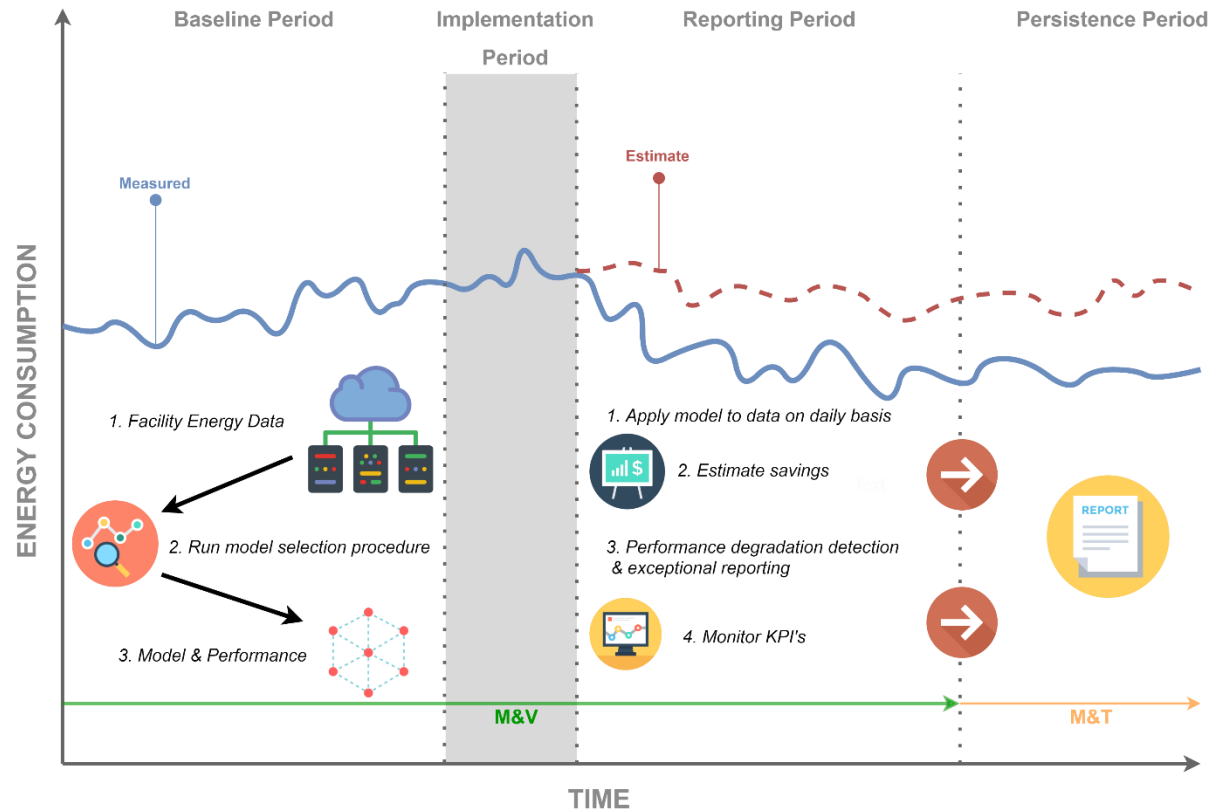 Baseline Period
Implementation
Period
Reporting Period
Persistence Period
Estimate
Measured
ENERGY CONSUMPTION
1. Facility Energy Data
2. Run model selection procedure
3. Model & Performance
1. Apply model to data on daily basis
$
2. Estimate savings
3. Performance degradation detection
& exceptional reporting
4. Monitor KPI's
REPORT
M&V
M&T
TIME